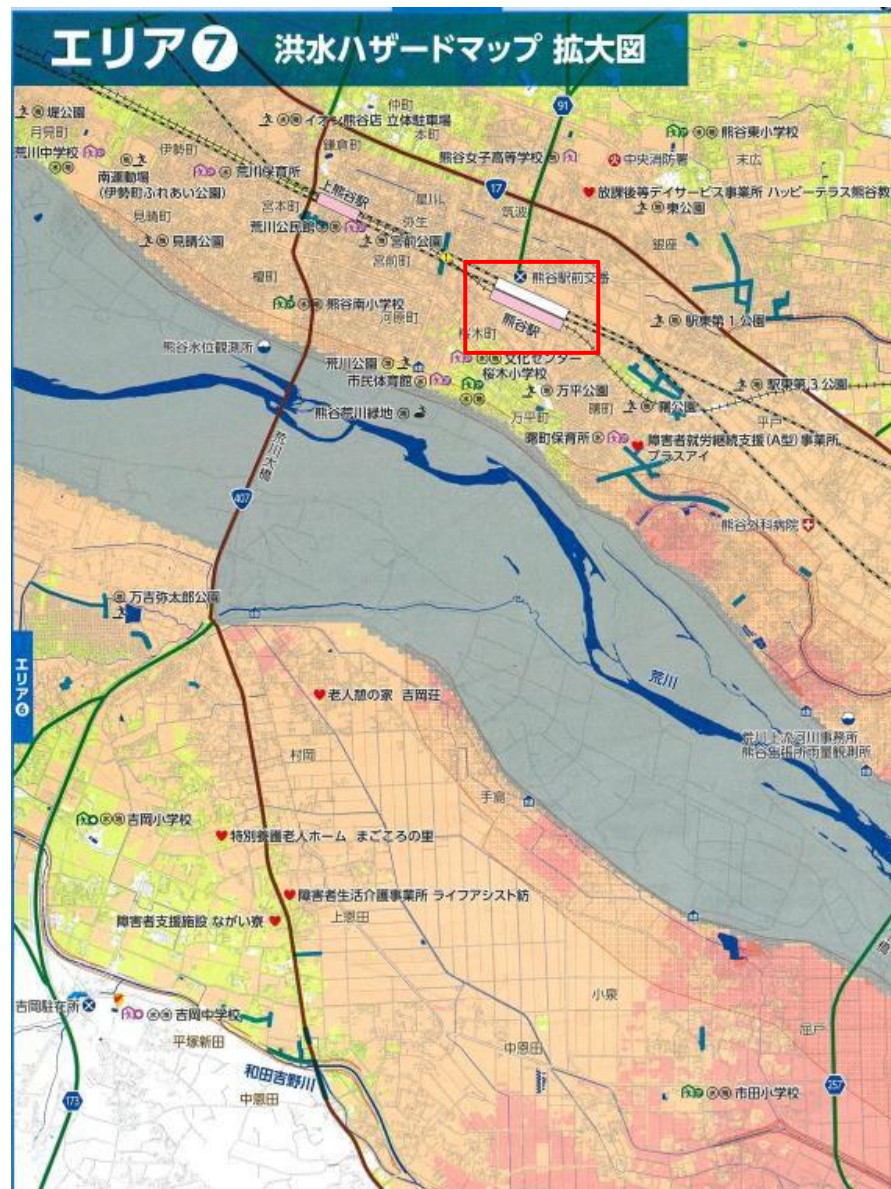 エリア❼ 洪水ハザードマップ 拡大図
仲町
91
堤公園
イオン熊谷店 立体駐車場
本町
熊谷東小学校
月見町
鎌倉町
荒川中学校
伊勢町
熊谷女子高等学校
中央消防署
末広
南運動場
(伊勢町ふれあい公園)
荒川保育所
上熊谷駅
17
放課後等デイサービス事業所 ハッピーテラス熊谷教
宮本町
星川
筑波
東公園
見晴町
荒川公民館
弥生
銀座
見晴公園
宮前公園
宮前町
熊谷駅前交番
櫻町
熊谷南小学校
河原町
熊谷駅
桜木町
駅東第1公園
熊谷水位観測所
荒川公園
文化センター
市民体育館
桜木小学校
万平公園
駅東第3公園
熊谷荒川緑地
万平町
曙町
曙公園
平戸
荒川大橋
曙町保育所
障害者就労継続支援(A型)事業所
プラスアイ
407
熊谷外科病院
万吉弥太郎公園
エリア❻
荒川
老人憩の家 吉岡荘
荒川上流河川事務所
熊谷出張所雨量観測所
村岡
手島
吉岡小学校
特別養護老人ホーム まごころの里
障害者生活介護事業所 ライフアシスト紡
障害者支援施設 ながい寮
上恩田
小泉
吉岡駐在所
吉岡中学校
屈戸
平塚新田
中恩田
和田吉野川
257
173
中恩田
市田小学校